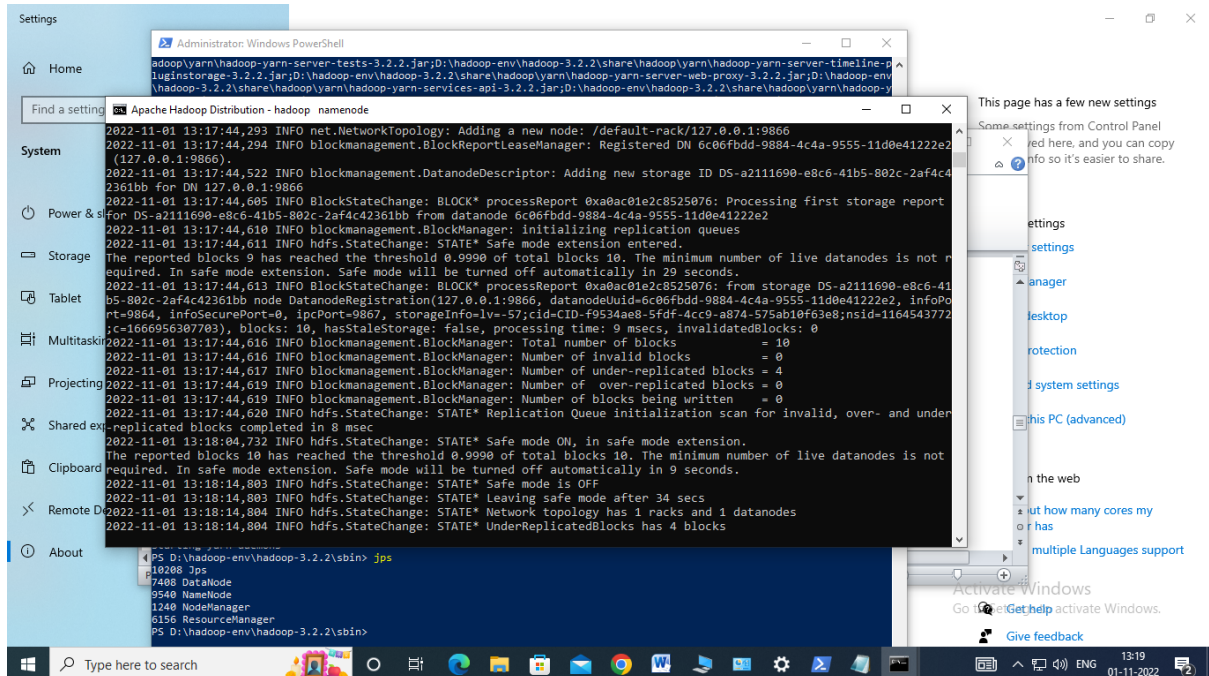 Settings
Home
Find a setting
System
Power & sl
Storage
Tablet
Multitaskin
Projecting
Shared exp
Clipboard
Remote De
About
Administrator: Windows PowerShell
adoop\yarn\hadoop-yarn-server-tests-3.2.2.jar;D:\hadoop-env\hadoop-3.2.2\share\hadoop\yarn\hadoop-yarn-server-timeline-p
luginstorage-3.2.2.jar;D:\hadoop-env\hadoop-3.2.2\share\hadoop\yarn\hadoop-yarn-server-web-proxy-3.2.2.jar;D:\hadoop-env
\hadoop-3.2.2\share\hadoop\yarn\hadoop-yarn-services-api-3.2.2.jar;D:\hadoop-env\hadoop-3.2.2\share\hadoop\yarn\hadoop-y
Apache Hadoop Distribution - hadoop namenode
2022-11-01 13:17:44,293 INFO net.NetworkTopology: Adding a new node: /default-rack/127.0.0.1:9866
2022-11-01 13:17:44,294 INFO blockmanagement.BlockReportLeaseManager: Registered DN 6c06fbdd-9884-4c4a-9555-11d0e41222e2
(127.0.0.1:9866).
2022-11-01 13:17:44,522 INFO blockmanagement.DatanodeDescriptor: Adding new storage ID DS-a2111690-e8c6-41b5-802c-2af4c4
2361bb for DN 127.0.0.1:9866
2022-11-01 13:17:44,605 INFO BlockStateChange: BLOCK* processReport 0xa0ac01e2c8525076: Processing first storage report
for DS-a2111690-e8c6-41b5-802c-2af4c42361bb from datanode 6c06fbdd-9884-4c4a-9555-11d0e41222e2
2022-11-01 13:17:44,610 INFO blockmanagement.BlockManager: initializing replication queues
2022-11-01 13:17:44,611 INFO hdfs.StateChange: STATE* Safe mode extension entered.
The reported blocks 9 has reached the threshold 0.9990 of total blocks 10. The minimum number of live datanodes is not r
equired. In safe mode extension. Safe mode will be turned off automatically in 29 seconds.
2022-11-01 13:17:44,613 INFO BlockStateChange: BLOCK* processReport 0xa0ac01e2c8525076: from storage DS-a2111690-e8c6-41
b5-802c-2af4c42361bb node DatanodeRegistration(127.0.0.1:9866, datanodeUuid=6c06fbdd-9884-4c4a-9555-11d0e41222e2, infoPo
rt=9864, infoSecurePort=0, ipcPort=9867, storageInfo=lv=-57;cid=CID-f9534ae8-5fdf-4cc9-a874-575ab10f63e8;nsid=1164543772
;c=1666956307703), blocks: 10, hasStaleStorage: false, processing time: 9 msecs, invalidatedBlocks: 0
2022-11-01 13:17:44,616 INFO blockmanagement.BlockManager: Total number of blocks = 10
2022-11-01 13:17:44,616 INFO blockmanagement.BlockManager: Number of invalid blocks = 0
2022-11-01 13:17:44,617 INFO blockmanagement.BlockManager: Number of under-replicated blocks = 4
2022-11-01 13:17:44,619 INFO blockmanagement.BlockManager: Number of over-replicated blocks = 0
2022-11-01 13:17:44,619 INFO blockmanagement.BlockManager: Number of blocks being written = 0
2022-11-01 13:17:44,620 INFO hdfs.StateChange: STATE* Replication Queue initialization scan for invalid, over- and under
-replicated blocks completed in 8 msec
2022-11-01 13:18:04,732 INFO hdfs.StateChange: STATE* Safe mode ON, in safe mode extension.
The reported blocks 10 has reached the threshold 0.9990 of total blocks 10. The minimum number of live datanodes is not
required. In safe mode extension. Safe mode will be turned off automatically in 9 seconds.
2022-11-01 13:18:14,803 INFO hdfs.StateChange: STATE* Safe mode is OFF
2022-11-01 13:18:14,803 INFO hdfs.StateChange: STATE* Leaving safe mode after 34 secs
2022-11-01 13:18:14,804 INFO hdfs.StateChange: STATE* Network topology has 1 racks and 1 datanodes
2022-11-01 13:18:14,804 INFO hdfs.StateChange: STATE* UnderReplicatedBlocks has 4 blocks
PS D:\hadoop-env\hadoop-3.2.2\sbin> jps
10208 Jps
7408 DataNode
9540 NameNode
1240 NodeManager
6156 ResourceManager
PS D:\hadoop-env\hadoop-3.2.2\sbin>
This page has a few new settings
Some settings from Control Panel
ved here, and you can copy
nfo so it's easier to share.
ettings
settings
anager
desktop
rotection
d system settings
this PC (advanced)
n the web
out how many cores my
or has
multiple Languages support
Activate Windows
Go to Settings to activate Windows.
Get help
Give feedback
Type here to search
ENG
13:19
01-11-2022
2